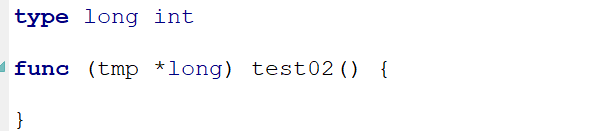 type long int
func (tmp *long) test02() {
}